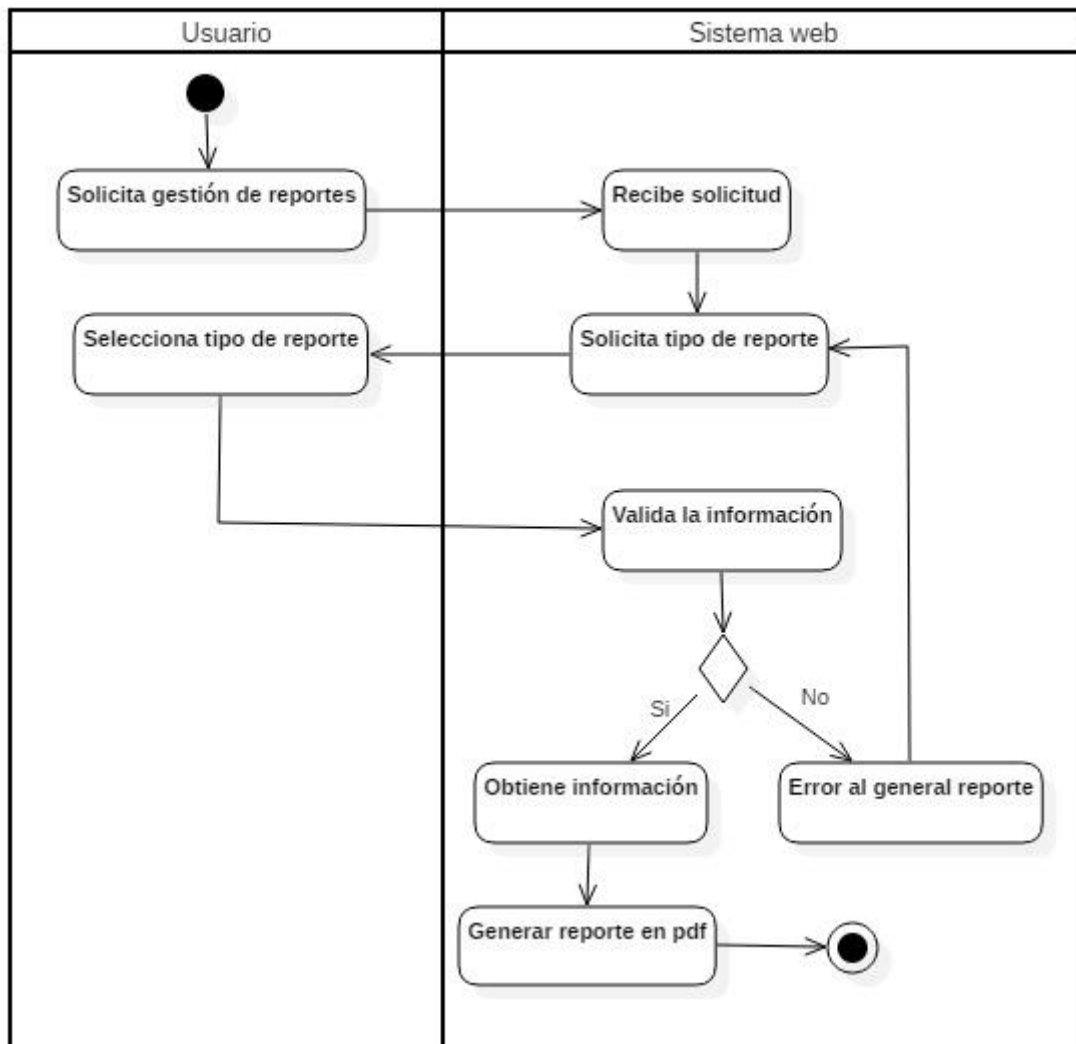 Usuario
Sistema web
Solicita gestión de reportes
Recibe solicitud
Selecciona tipo de reporte
Solicita tipo de reporte
Valida la información
Si
No
Obtiene información
Error al general reporte
Generar reporte en pdf